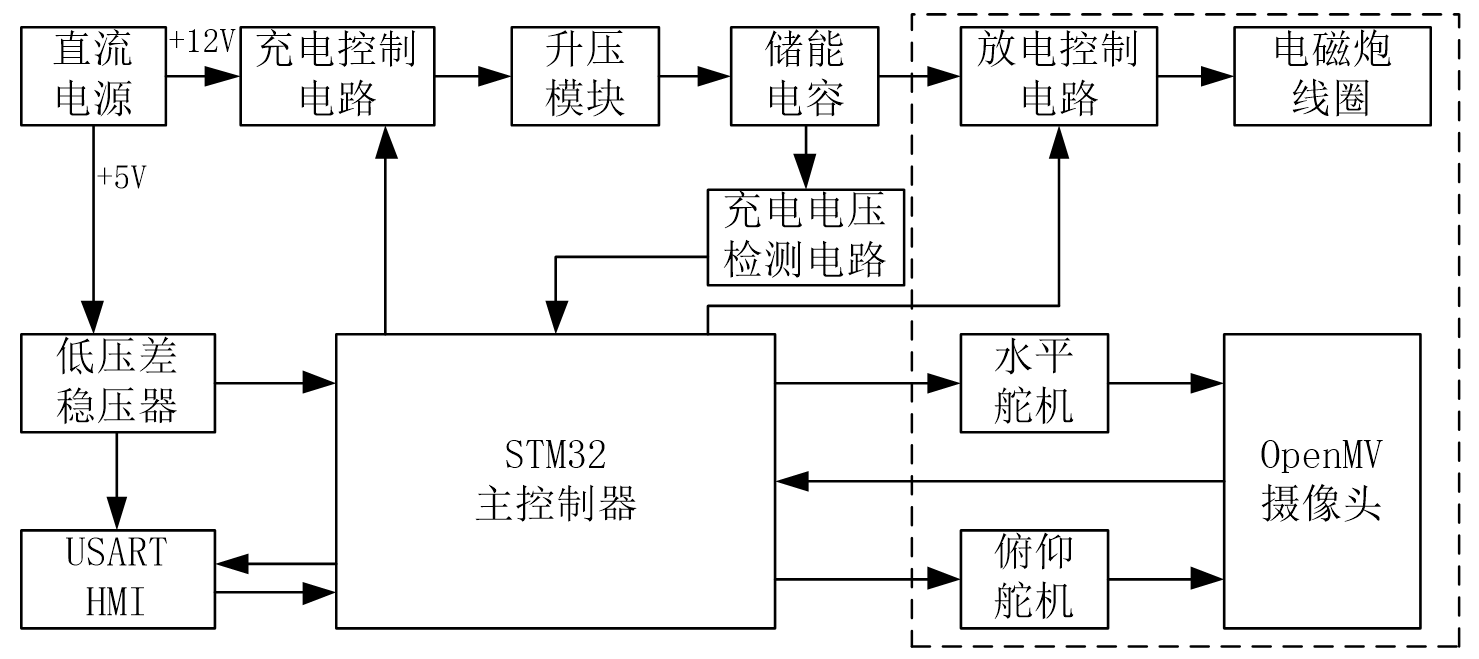 直流
电源
+12V
充电控制
电路
升压
模块
储能
电容
放电控制
电路
电磁炮
线圈
+5V
充电电压
检测电路
低压差
稳压器
STM32
主控制器
水平
舵机
OpenMV
摄像头
USART
HMI
俯仰
舵机